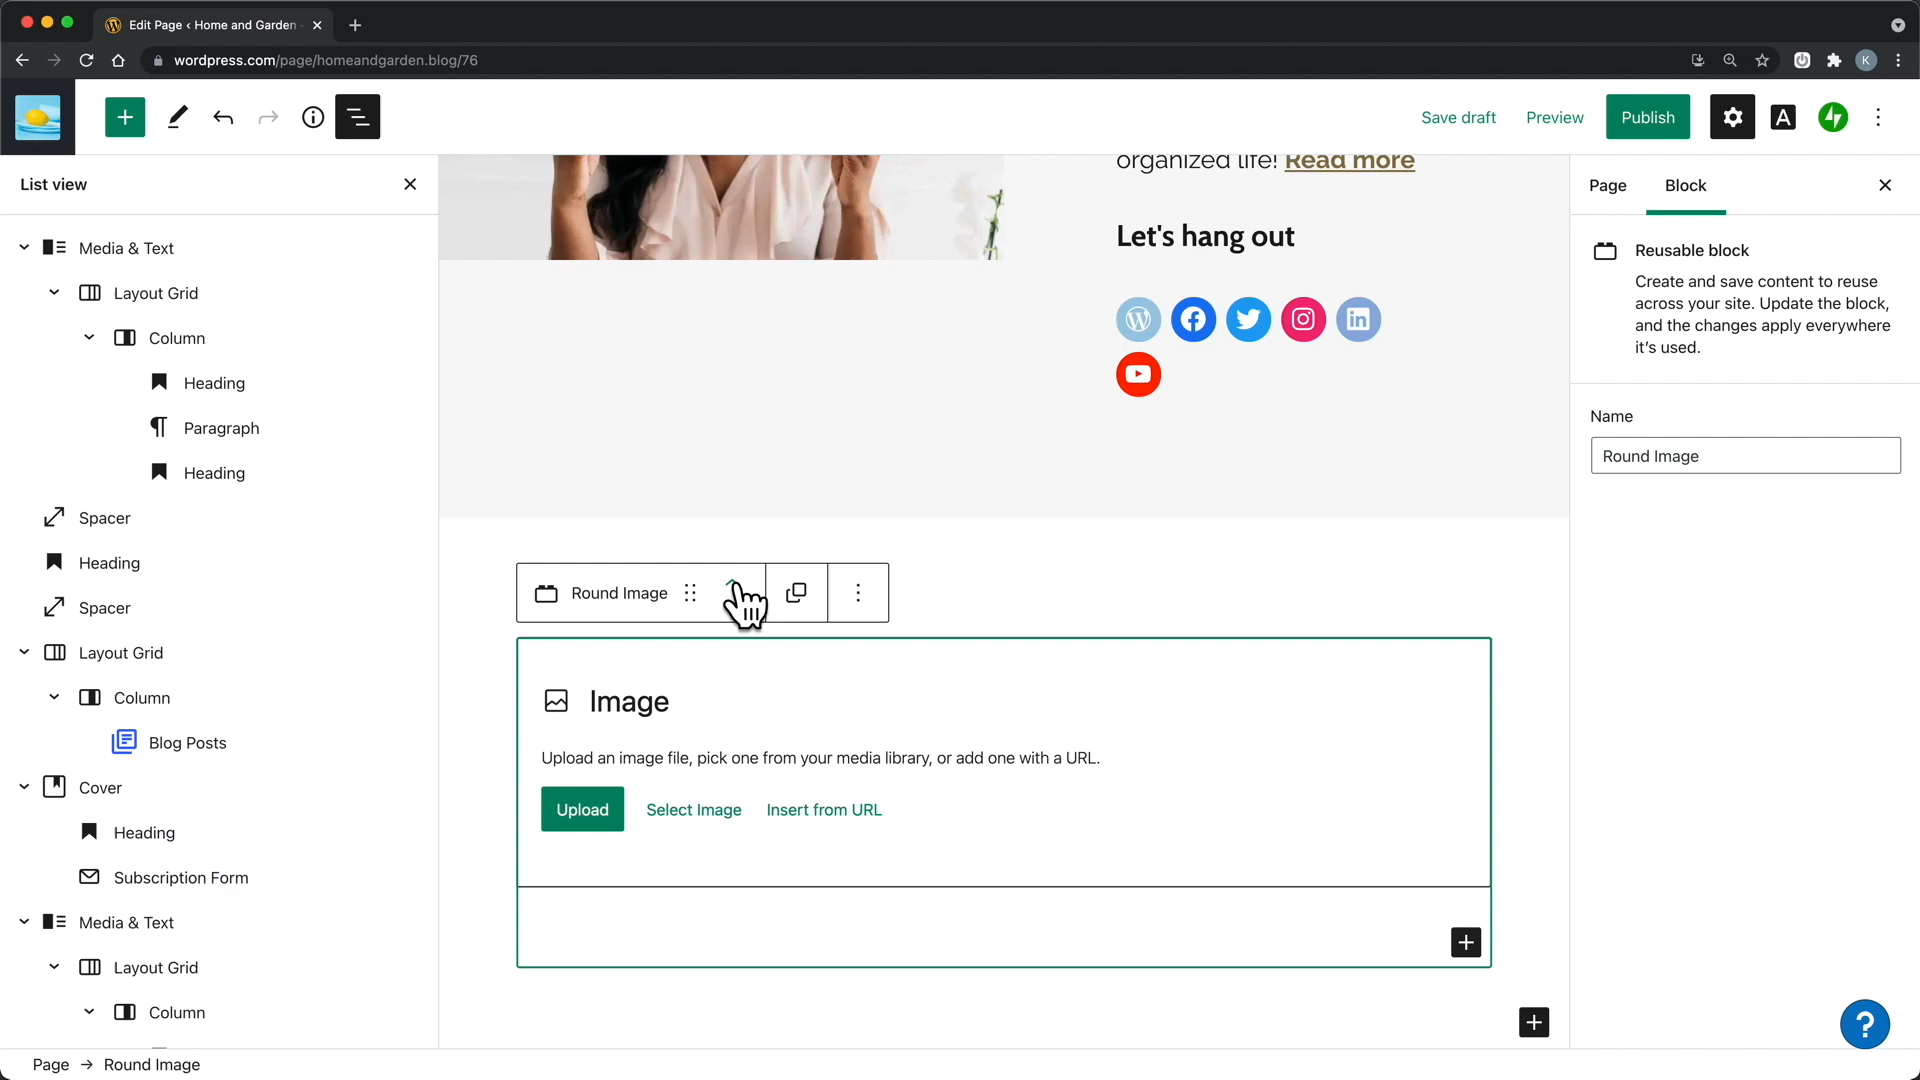 Edit Page ‹ Home and Garden
wordpress.com/page/homeandgarden.blog/76
K
Save draft
Preview
Publish
A
List view
Media & Text
Layout Grid
Column
Heading
Paragraph
Heading
Spacer
Heading
Spacer
Layout Grid
Column
Blog Posts
Cover
Heading
Subscription Form
Media & Text
Layout Grid
Column
organized life! Read more
Let's hang out
Round Image
Image
Upload an image file, pick one from your media library, or add one with a URL.
Upload
Select Image
Insert from URL
Page
Block
Reusable block
Create and save content to reuse
across your site. Update the block,
and the changes apply everywhere
it's used.
Name
Round Image
?
Page → Round Image